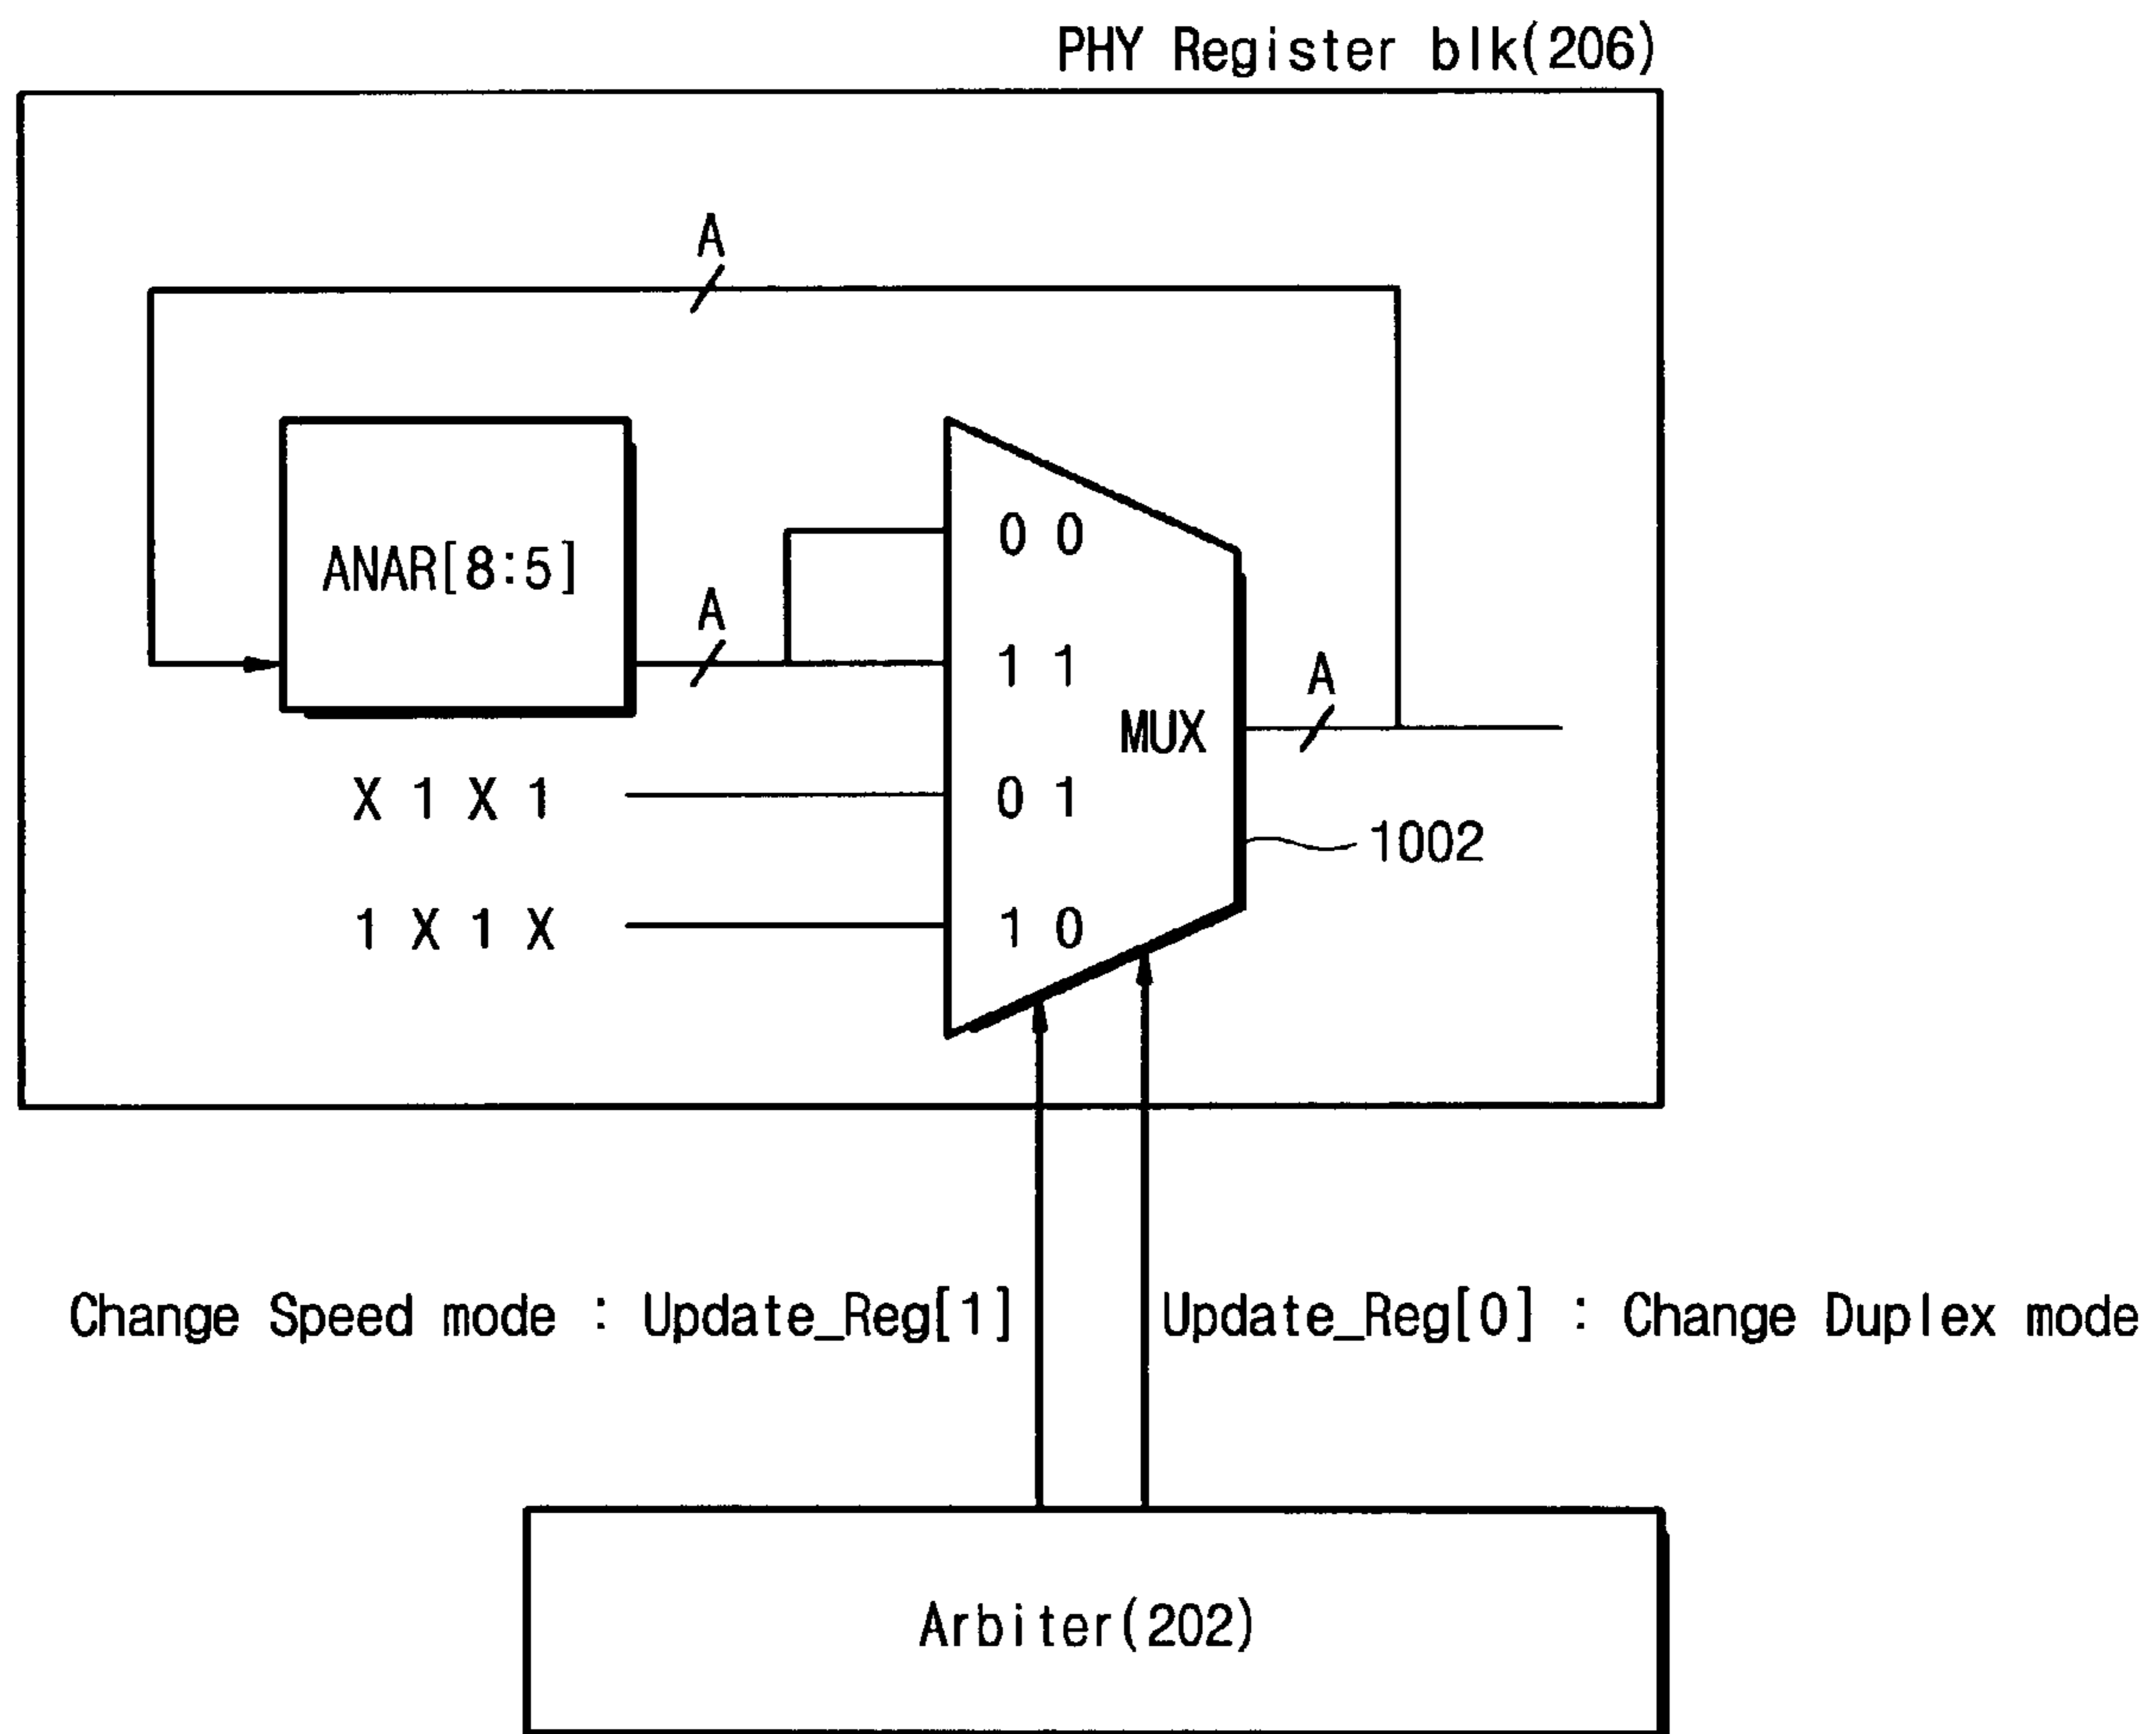 PHY Register blk(206)
A
ANAR[8:5]
A
0 0
1 1
MUX
A
X 1 X 1
0 1
1002
1 X 1 X
1 0
Change Speed mode : Update_Reg[1]
Update_Reg[0] : Change Duplex mode
Arbiter(202)